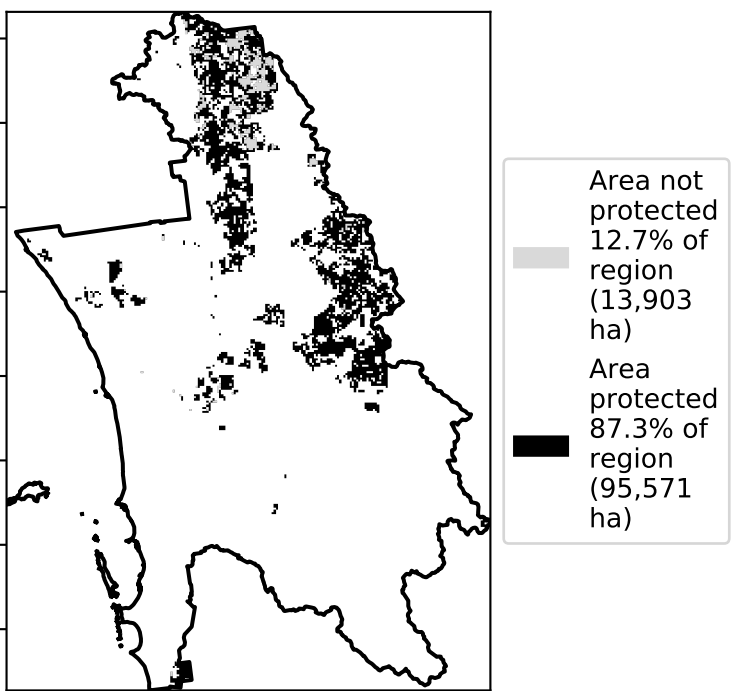 Area not
protected
12.7% of
region
(13,903
ha)
Area
protected
87.3% of
region
(95,571
ha)